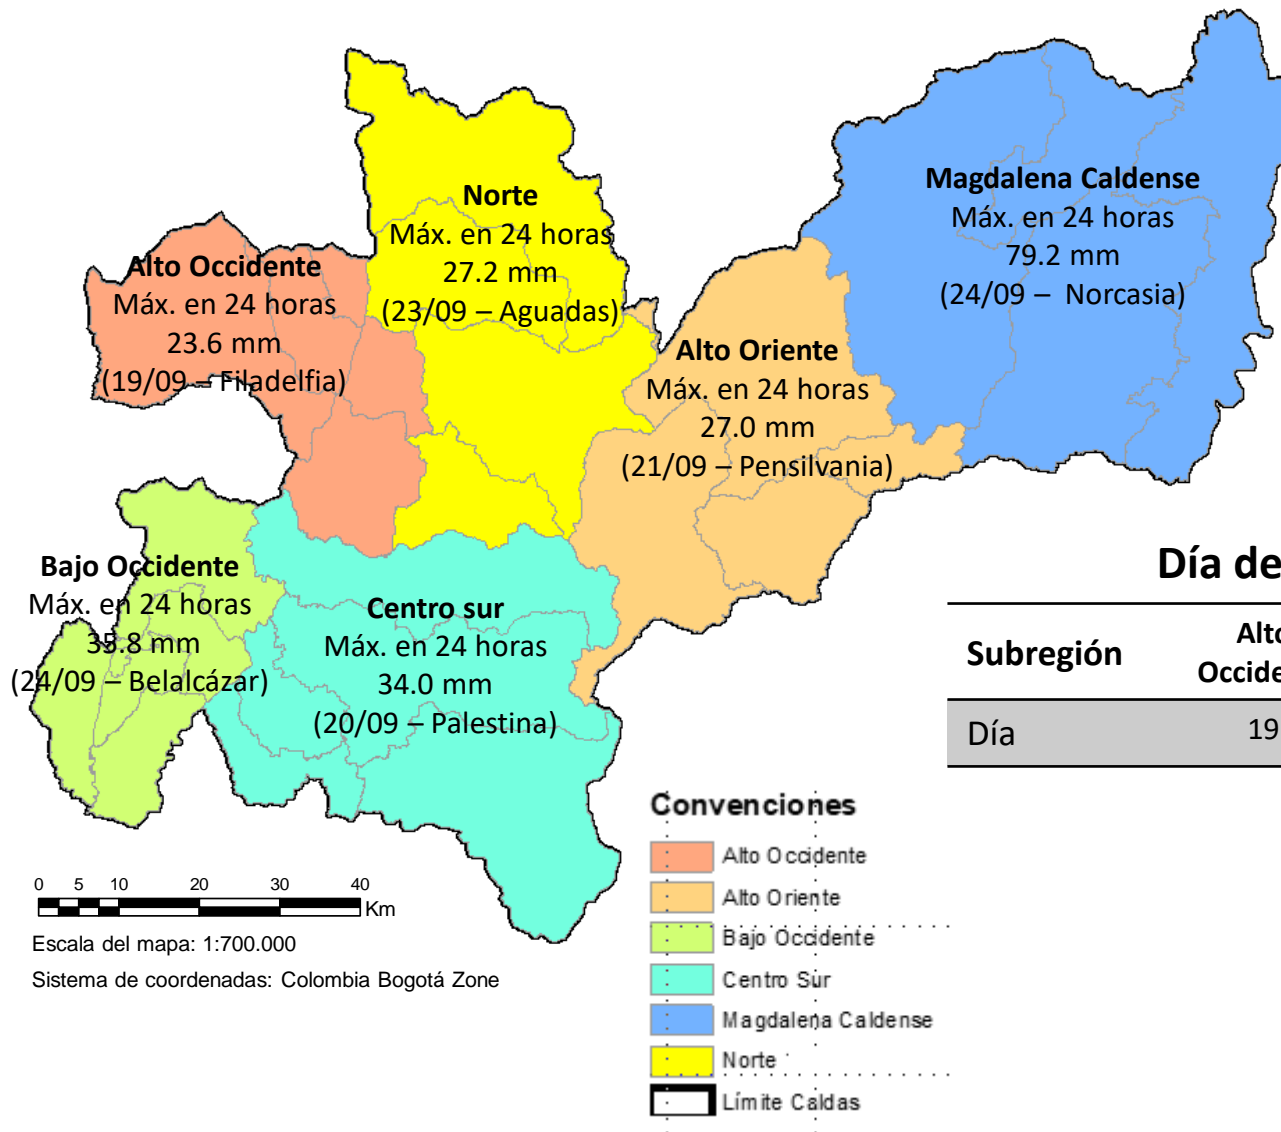 Norte
Máx. en 24 horas
27.2 mm
(23/09 – Aguadas)
Magdalena Caldense
Máx. en 24 horas
79.2 mm
(24/09 – Norcasia)
Alto Occidente
Máx. en 24 horas
23.6 mm
(19/09 – Filadelfia)
Alto Oriente
Máx. en 24 horas
27.0 mm
(21/09 – Pensilvania)
Bajo Occidente
Máx. en 24 horas
35.8 mm
(24/09 – Belalcázar)
Centro sur
Máx. en 24 horas
34.0 mm
(20/09 – Palestina)
Día de
Subregión
Alto
Occide
Día
19
Convenciones
Alto Occidente
Alto Oriente
Bajo Occidente
Centro Sur
Magdalena Caldense
Norte
Límite Caldas
0 5 10 20 30 40
Km
Escala del mapa: 1:700.000
Sistema de coordenadas: Colombia Bogotá Zone